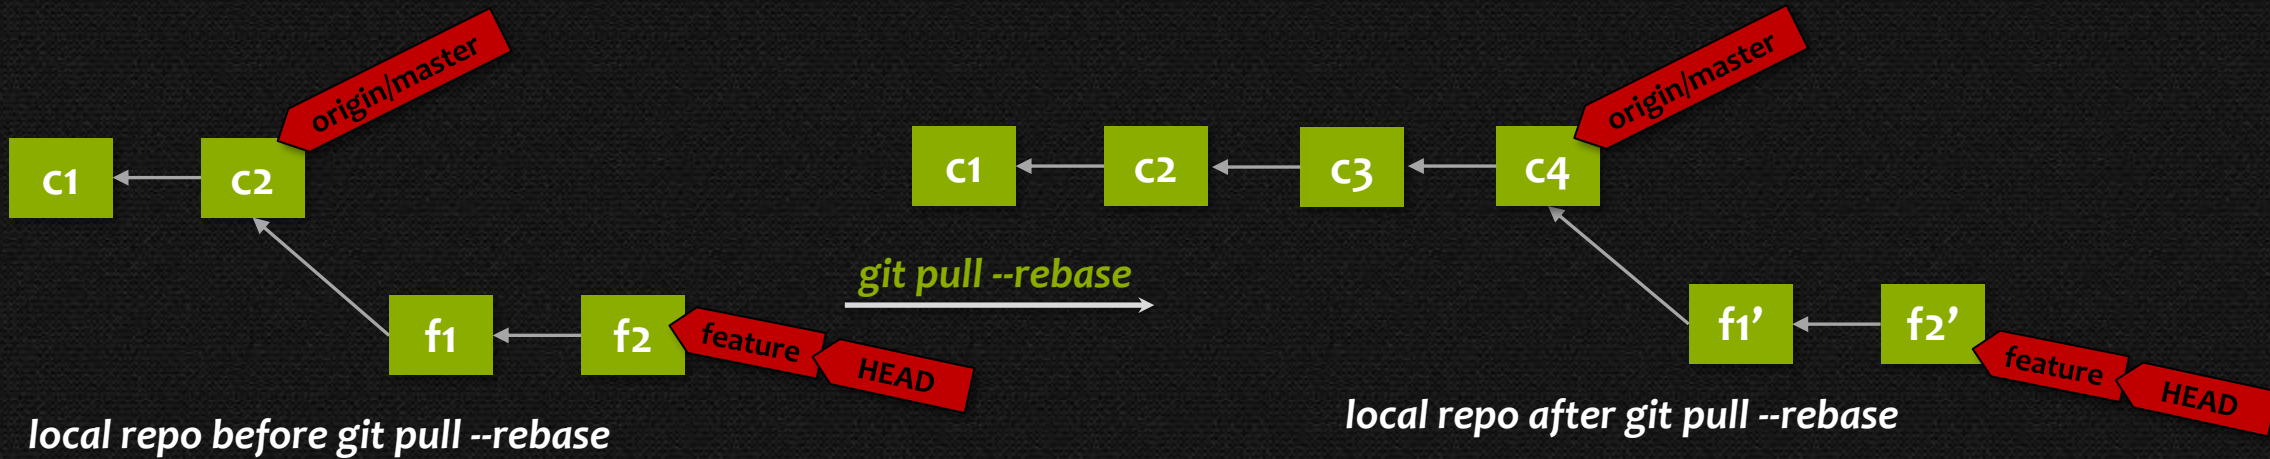 origin/master
c1
c2
f1
f2
feature
HEAD
local repo before git pull --rebase
git pull --rebase
origin/master
c1
c2
c3
c4
f1’
f2’
feature
HEAD
local repo after git pull --rebase